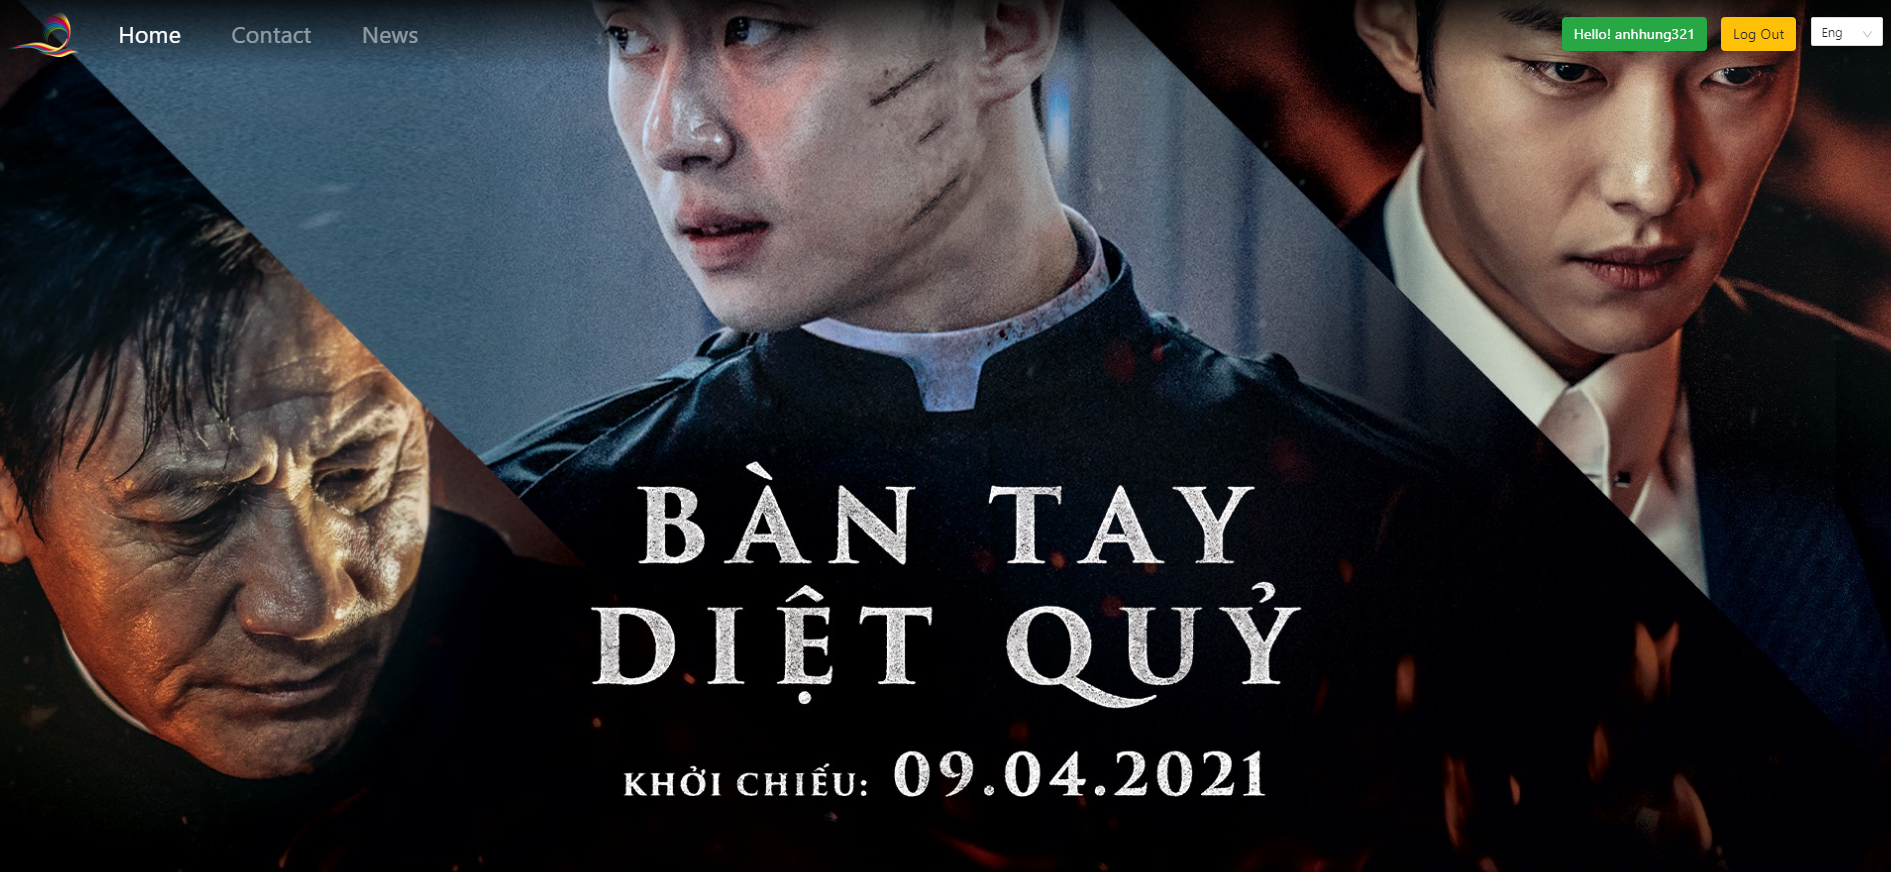 Home Contact News Hello! anhhung321 Log Out Eng
BÀN TAY
DIỆT QUỶ
KHỞI CHIẾU: 09.04.2021